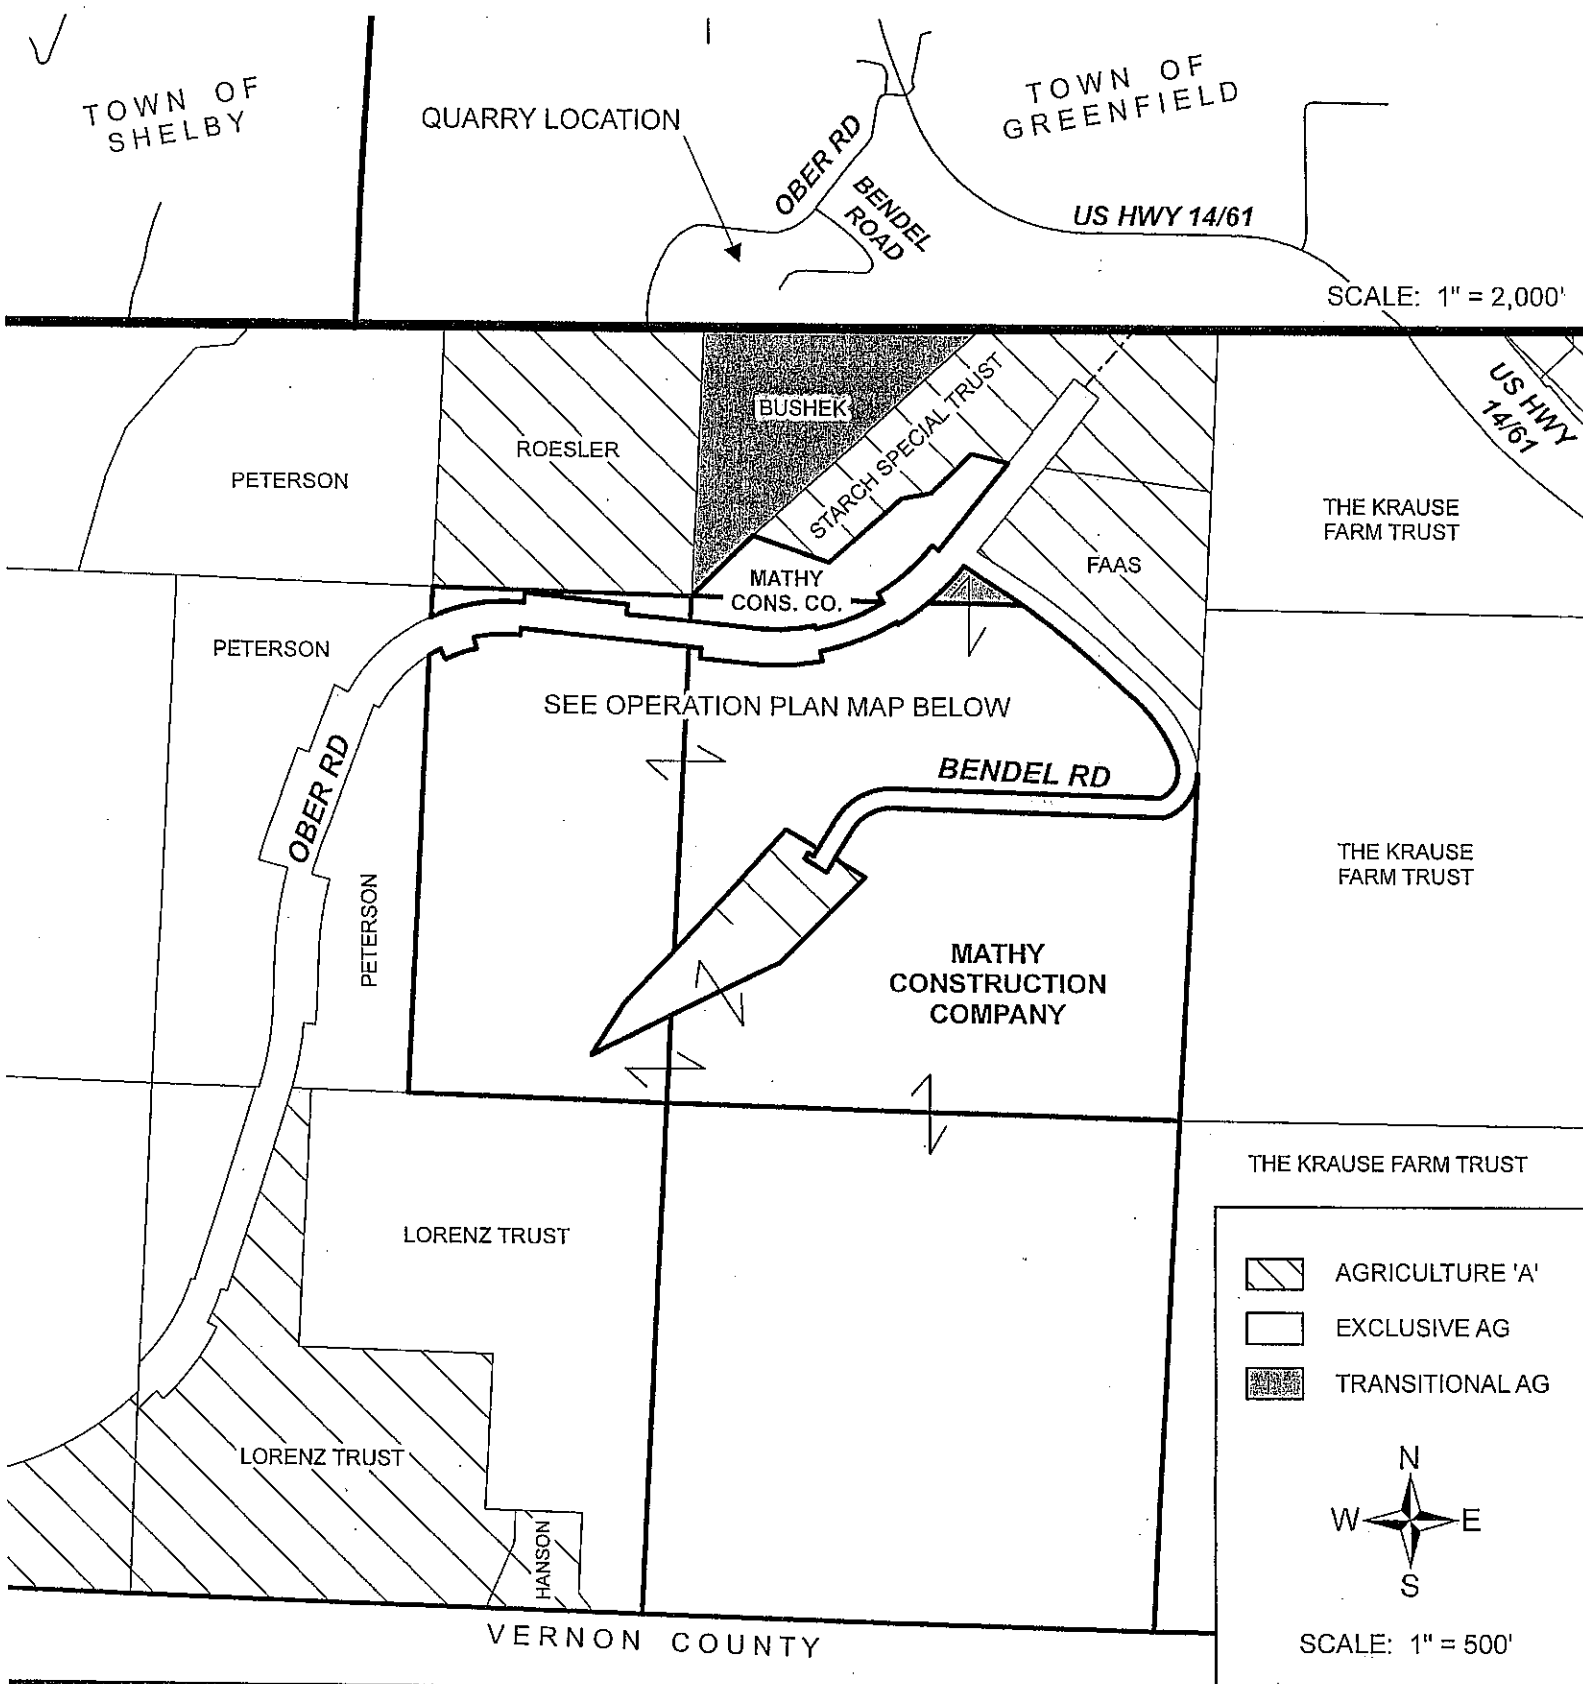 TOWN OF
SHELBY
QUARRY LOCATION
OBER RD
BENDEL
ROAD
TOWN OF
GREENFIELD
US HWY 14/61
SCALE: 1" = 2,000'
PETERSON
ROESLER
BUSHEK
STARCH SPECIAL TRUST
MATHY
CONS. CO.
FAAS
US HWY
14/61
THE KRAUSE
FARM TRUST
PETERSON
SEE OPERATION PLAN MAP BELOW
OBER RD
BENDEL RD
PETERSON
MATHY
CONSTRUCTION
COMPANY
THE KRAUSE
FARM TRUST
THE KRAUSE FARM TRUST
LORENZ TRUST
LORENZ TRUST
HANSON
VERNON COUNTY
AGRICULTURE 'A'
EXCLUSIVE AG
TRANSITIONAL AG
N
W E
S
SCALE: 1" = 500'